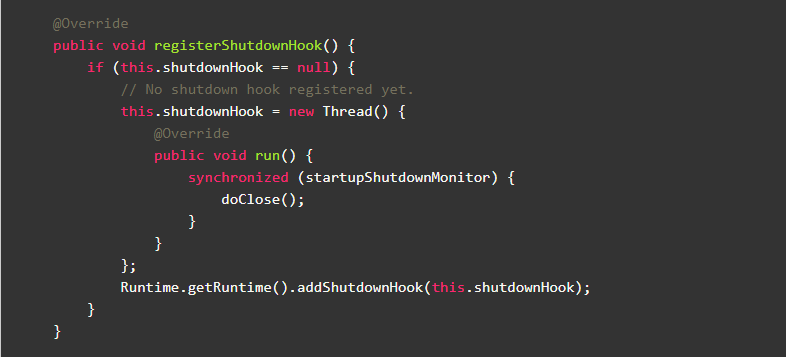 @Override
public void registerShutdownHook() {
if (this.shutdownHook == null) {
// No shutdown hook registered yet.
this.shutdownHook = new Thread() {
@Override
public void run() {
synchronized (startupShutdownMonitor) {
doClose();
}
}
};
Runtime.getRuntime().addShutdownHook(this.shutdownHook);
}
}